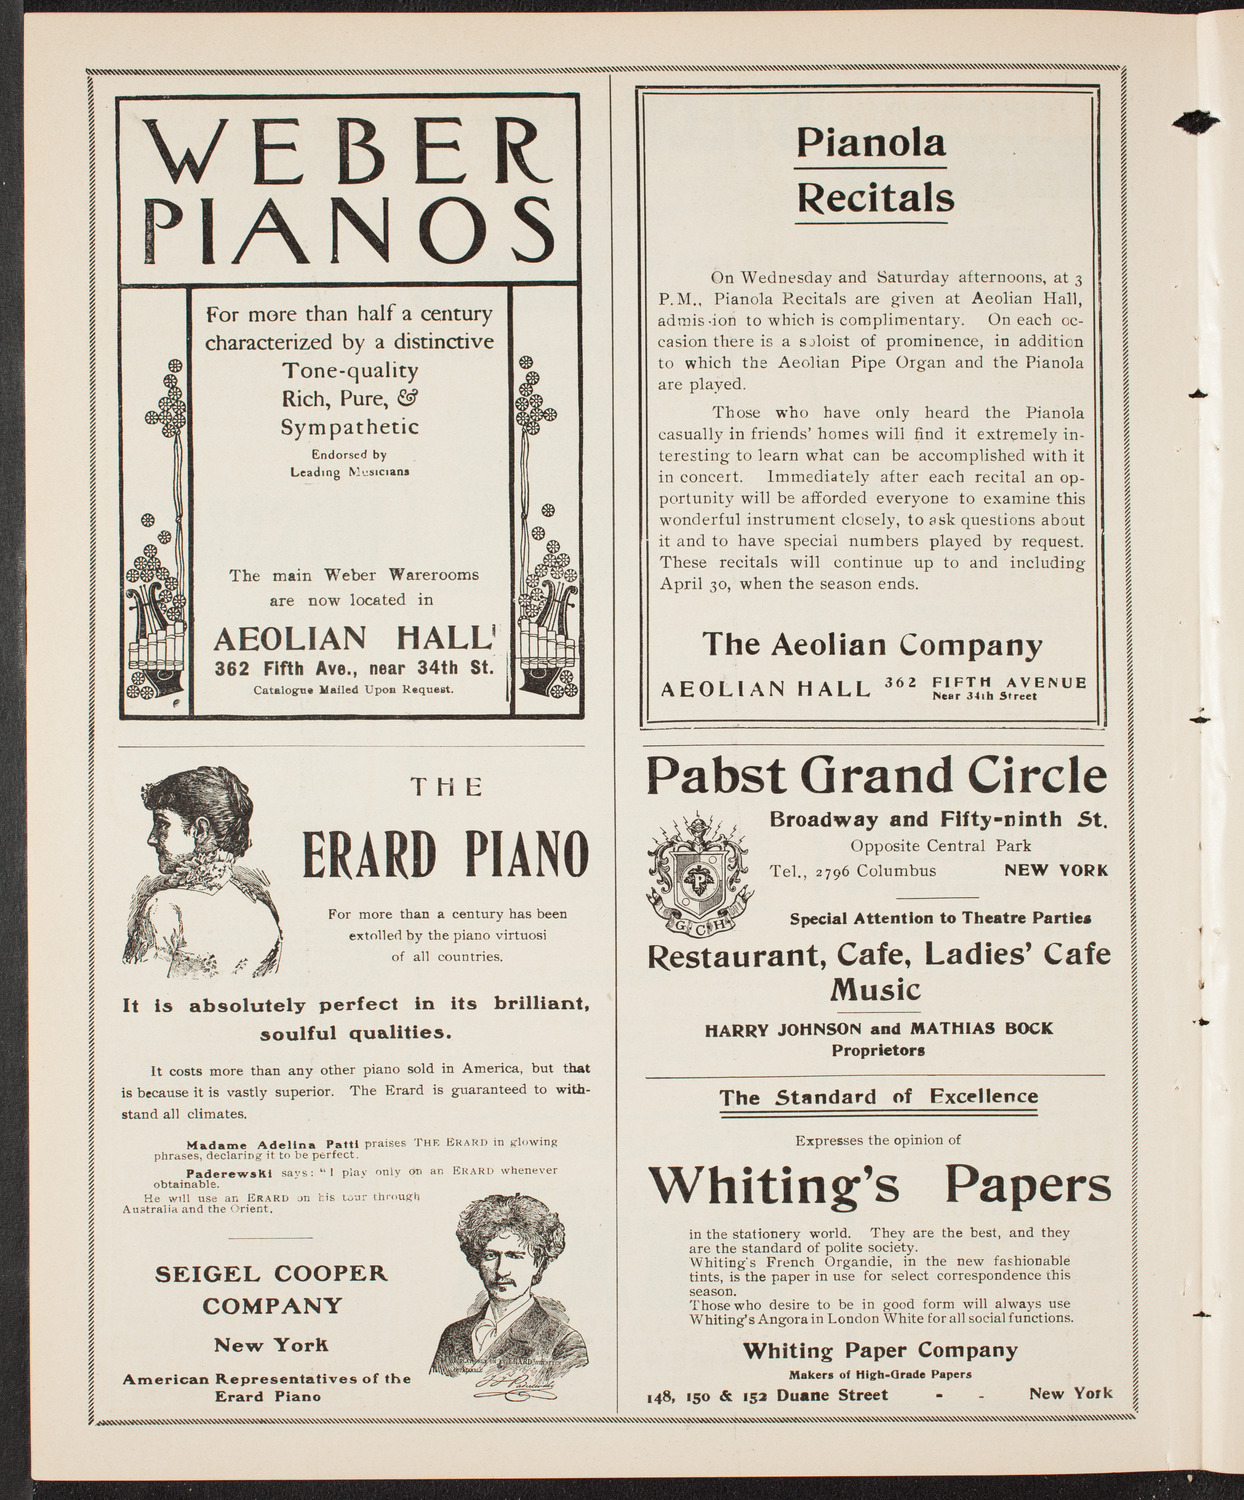 WEBER
PIANOS
For more than half a century
characterized by a distinctive
Tone-quality
Rich, Pure, &
Sympathetic
Endorsed by
Leading Musicians
The main Weber Warerooms
are now located in
AEOLIAN HALL
362 Fifth Ave., near 34th St.
Catalogue Mailed Upon Request.
THE
ERARD PIANO
For more than a century has been
extolled by the piano virtuosi
of all countries.
It is absolutely perfect in its brilliant,
soulful qualities.
It costs more than any other piano sold in America, but that
is because it is vastly superior. The Erard is guaranteed to with-
stand all climates.
Madame Adelina Patti praises THE ERARD in glowing
phrases, declaring it to be perfect.
Paderewski says: "I play only on an ERARD whenever
obtainable.
He will use an ERARD on his tour through
Australia and the Orient.
SEIGEL COOPER
COMPANY
New York
American Representatives of the
Erard Piano
Pianola
Recitals
On Wednesday and Saturday afternoons, at 3
P.M., Pianola Recitals are given at Aeolian Hall,
admis-ion to which is complimentary. On each oc-
casion there is a soloist of prominence, in addition
to which the Aeolian Pipe Organ and the Pianola
are played.
Those who have only heard the Pianola
casually in friends' homes will find it extremely in-
teresting to learn what can be accomplished with it
in concert. Immediately after each recital an op-
portunity will be afforded everyone to examine this
wonderful instrument closely, to ask questions about
it and to have special numbers played by request.
These recitals will continue up to and including
April 30, when the season ends.
The Aeolian Company
AEOLIAN HALL 362 FIFTH AVENUE
Near 34th Street
Pabst Grand Circle
Broadway and Fifty-ninth St.
Opposite Central Park
Tel., 2796 Columbus NEW YORK
P
G C H
Special Attention to Theatre Parties
Restaurant, Cafe, Ladies' Cafe
Music
HARRY JOHNSON and MATHIAS BOCK
Proprietors
The Standard of Excellence
Expresses the opinion of
Whiting's Papers
in the stationery world. They are the best, and they
are the standard of polite society.
Whiting's French Organdie, in the new fashionable
tints, is the paper in use for select correspondence this
season.
Those who desire to be in good form will always use
Whiting's Angora in London White for all social functions.
Whiting Paper Company
Makers of High-Grade Papers
148, 150 & 152 Duane Street - - New York